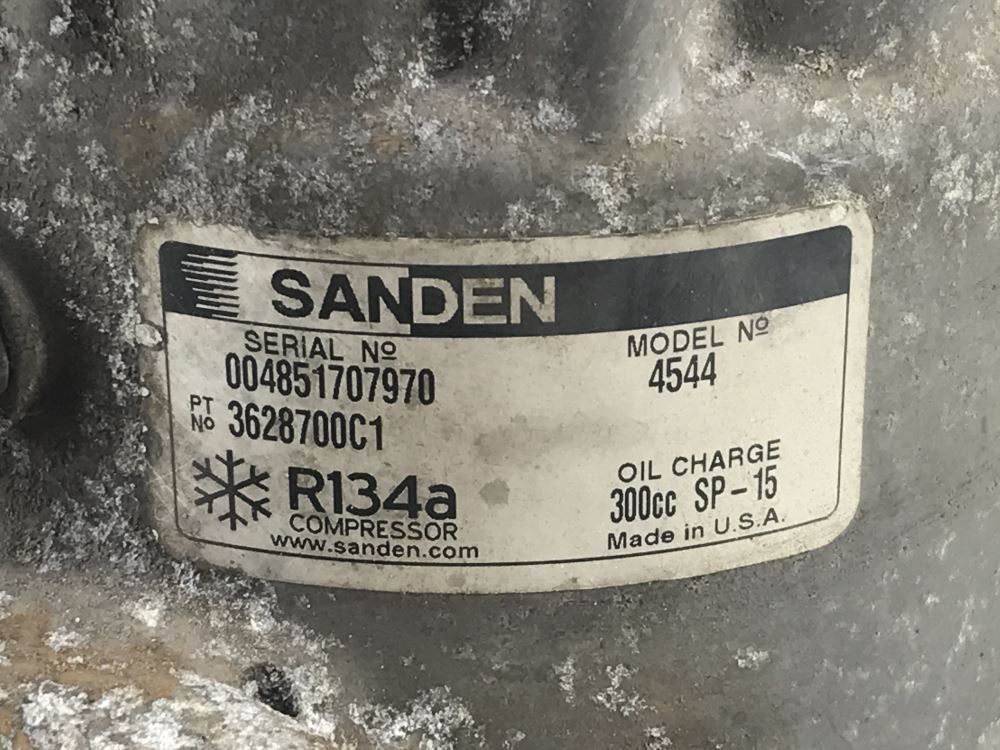 SANDEN
SERIAL Nº MODEL Nº
004851707970 4544
PT Nº 3628700C1
R134a OIL CHARGE
COMPRESSOR 300cc SP-15
www.sanden.com Made in U.S.A.